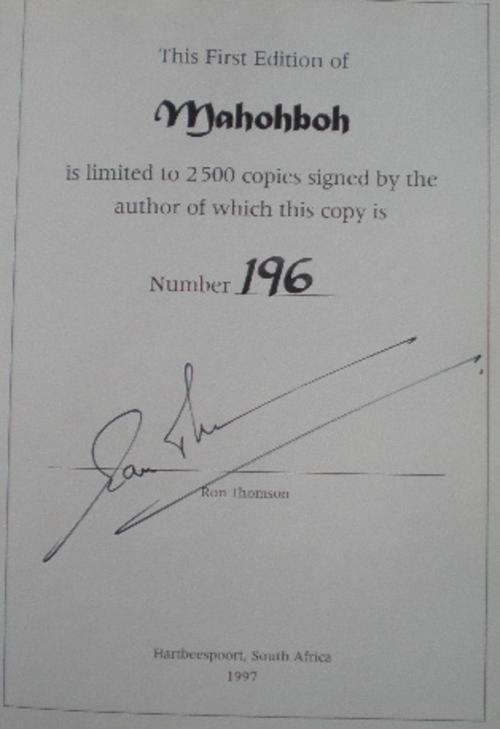 This First Edition of
Mahohboh
is limited to 2500 copies signed by the
author of which this copy is
Number 196
Ron Thomson
Hartbeespoort, South Africa
1997